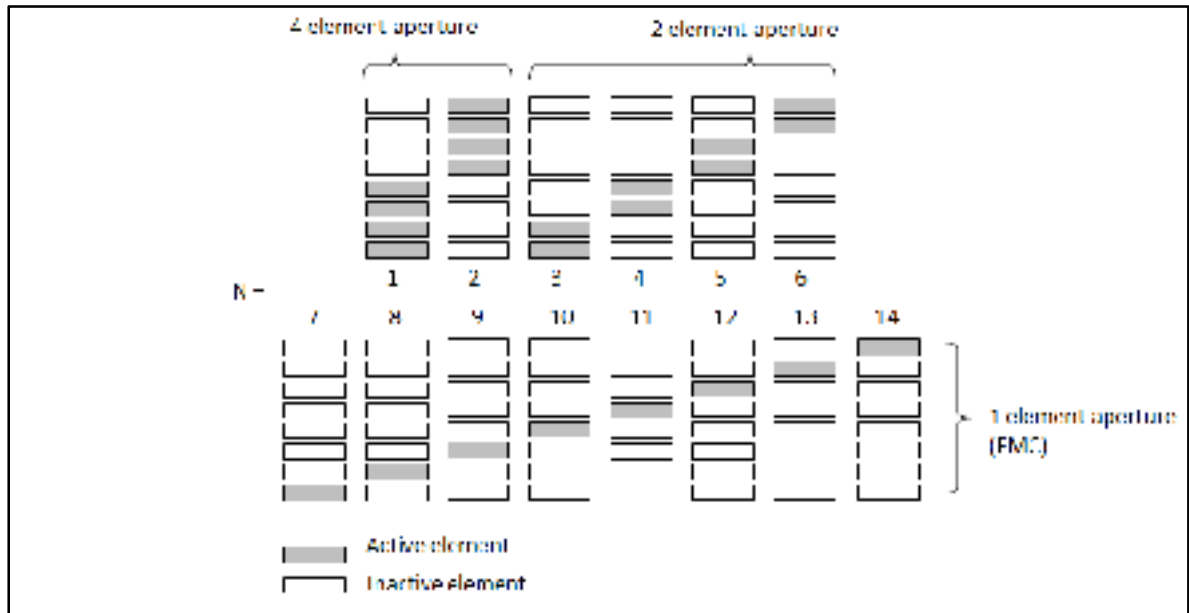 4 element aperture
2 element aperture
1 2 3 4 5 6
N =
7 8 9 10 11 12 13 14
1 element aperture
(FMC)
Active element
Inactive element